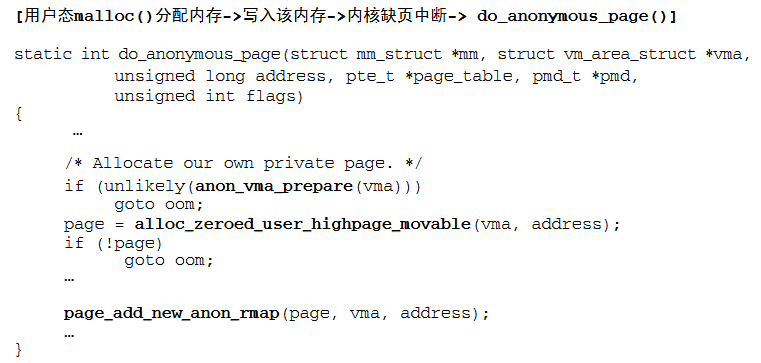 [用户态malloc()分配内存->写入该内存->内核缺页中断-> do_anonymous_page()]
static int do_anonymous_page(struct mm_struct *mm, struct vm_area_struct *vma,
unsigned long address, pte_t *page_table, pmd_t *pmd,
unsigned int flags)
{
…
/* Allocate our own private page. */
if (unlikely(anon_vma_prepare(vma)))
goto oom;
page = alloc_zeroed_user_highpage_movable(vma, address);
if (!page)
goto oom;
…
page_add_new_anon_rmap(page, vma, address);
…
}